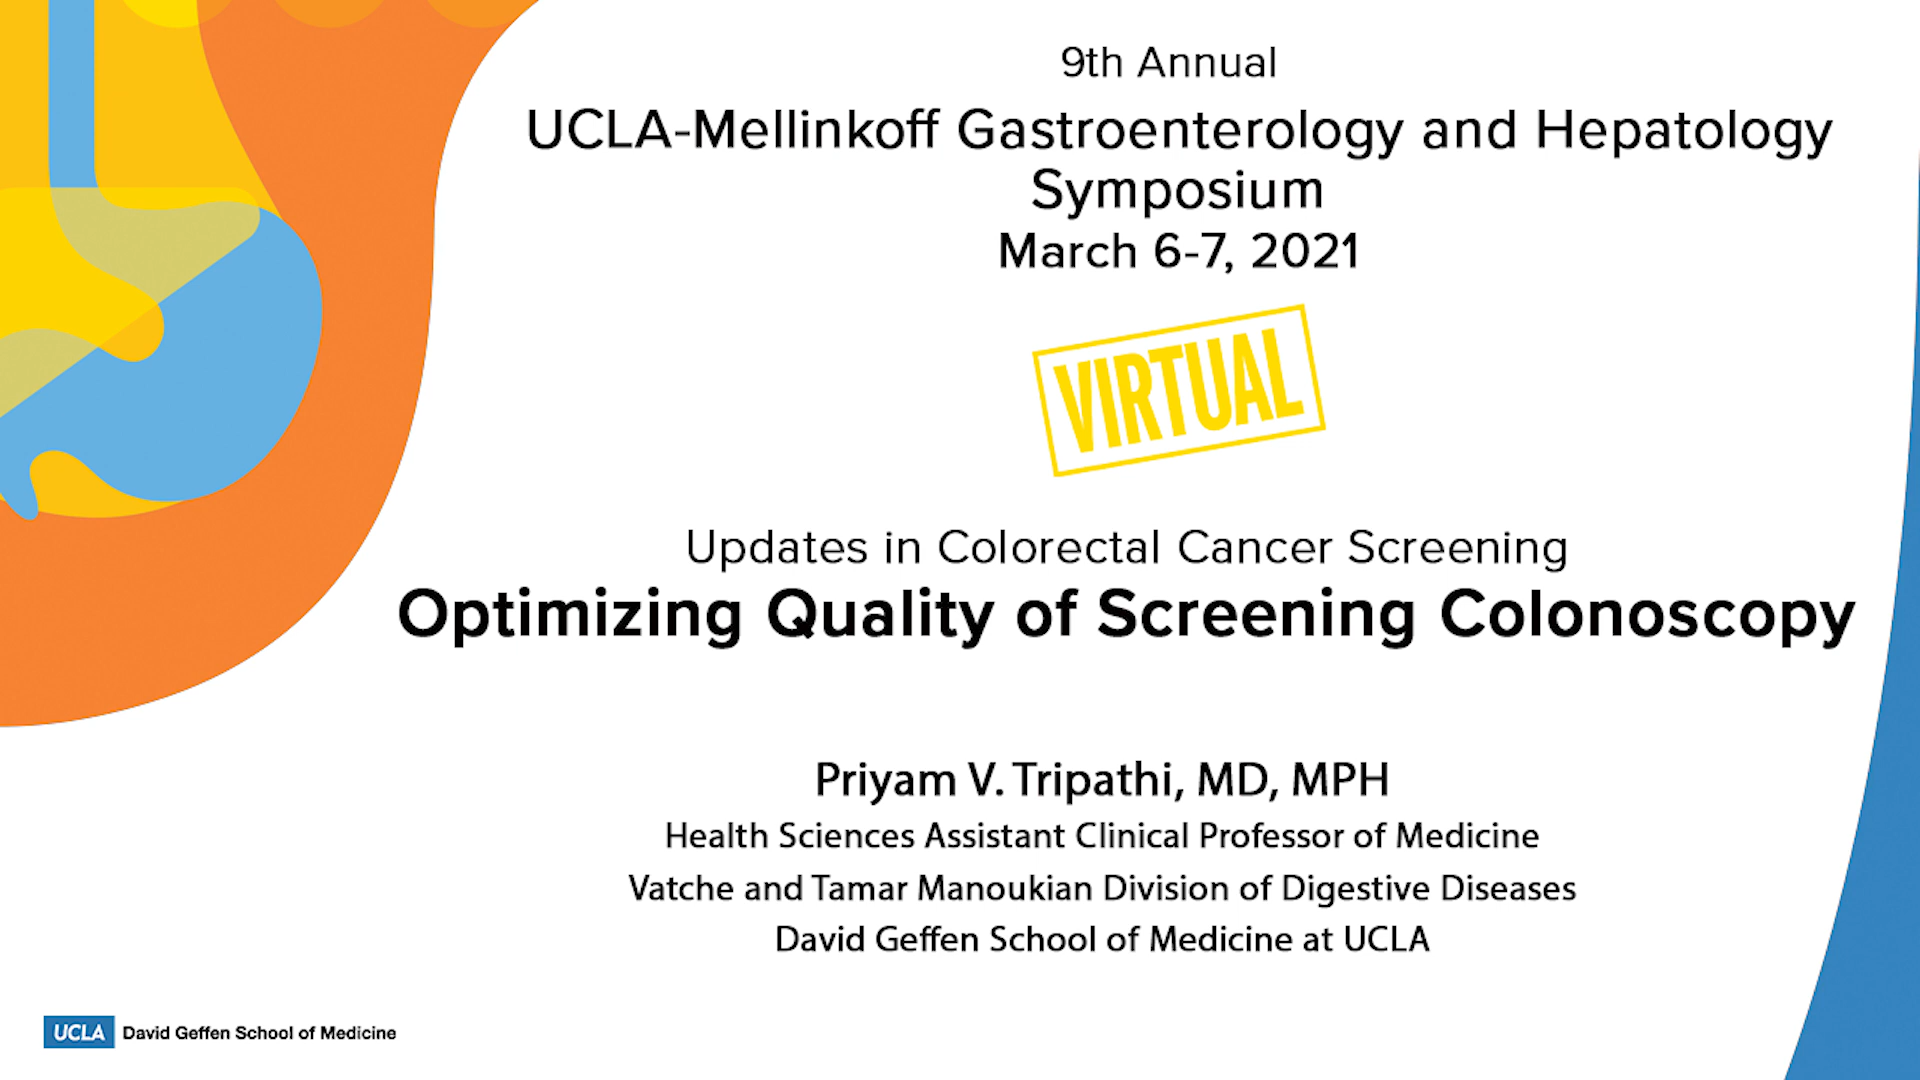 9th Annual
UCLA-Mellinkoff Gastroenterology and Hepatology
Symposium
March 6-7, 2021
VIRTUAL
Updates in Colorectal Cancer Screening
Optimizing Quality of Screening Colonoscopy
Priyam V. Tripathi, MD, MPH
Health Sciences Assistant Clinical Professor of Medicine
Vatche and Tamar Manoukian Division of Digestive Diseases
David Geffen School of Medicine at UCLA
UCLA David Geffen School of Medicine